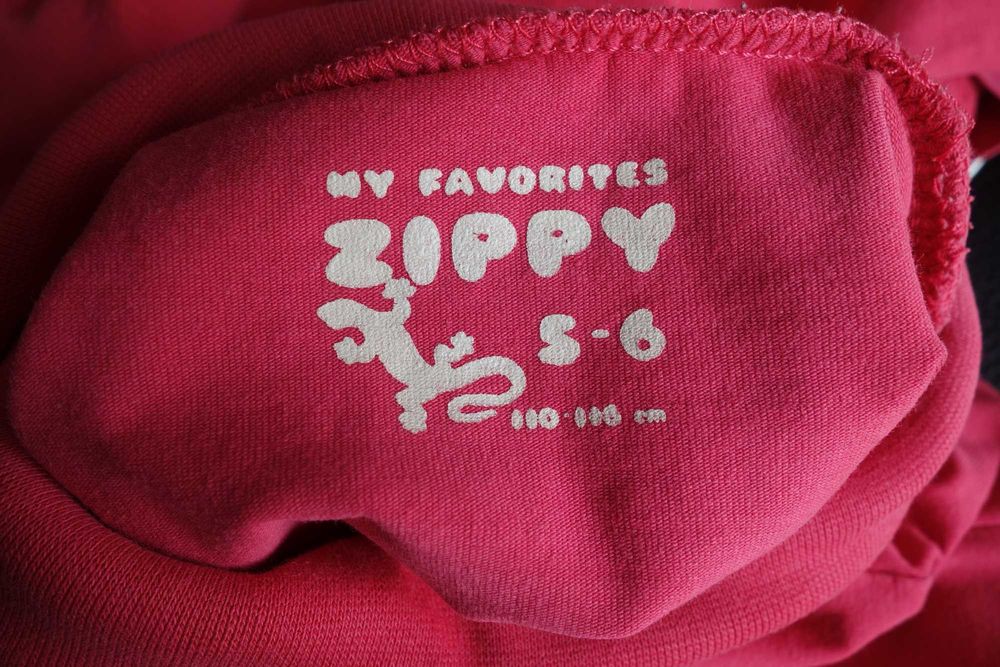 MY FAVORITES
ZIPPY
5-6
110-116 cm